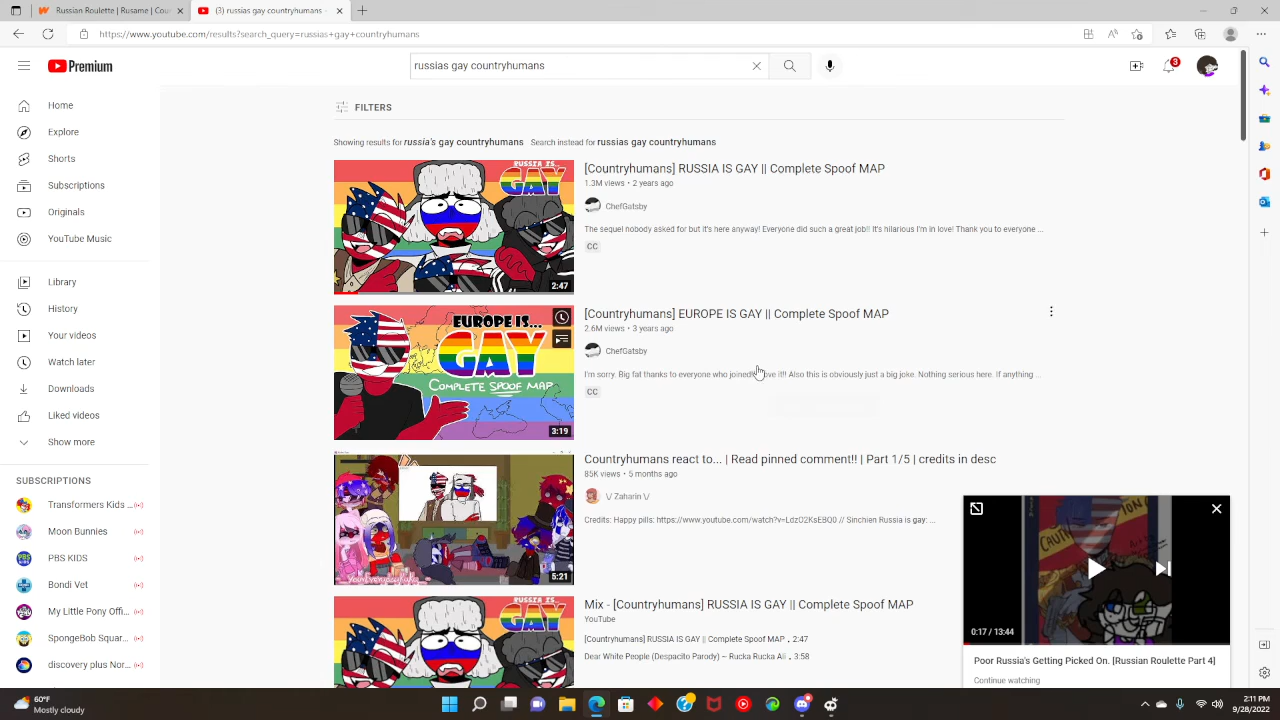 Russia's Rezume / Countryhum
russias gay countryhumans - You
https://www.youtube.com/results?search_query=russias+gay+countryhumans
Premium
russias gay countryhumans
3
Home
Explore
Shorts
Subscriptions
Originals
YouTube Music
Library
History
Your videos
Watch later
Downloads
Liked videos
Show more
SUBSCRIPTIONS
Transformers Kids ...
Moon Bunnies
PBS KIDS
Bondi Vet
My Little Pony Offi...
SpongeBob Squar...
discovery plus Nor...
FILTERS
Showing results for russia's gay countryhumans Search instead for russias gay countryhumans
RUSSIA IS...
GAY
2:47
[Countryhumans] RUSSIA IS GAY || Complete Spoof MAP
1.3M views • 2 years ago
ChefGatsby
The sequel nobody asked for but it's here anyway! Everyone did such a great job!! It's hilarious I'm in love! Thank you to everyone ...
CC
EUROPE IS...
GAY
COMPLETE SPOOF MAP
3:19
[Countryhumans] EUROPE IS GAY || Complete Spoof MAP
2.6M views • 3 years ago
ChefGatsby
I'm sorry. Big fat thanks to everyone who joined!! love it!! Also this is obviously just a big joke. Nothing serious here. If anything ...
CC
5:21
Countryhumans react to... | Read pinned comment!! | Part 1/5 | credits in desc
85K views • 5 months ago
\/ Zaharin \/
Credits: Happy pills: https://www.youtube.com/watch?v=LdzO2KsEBQ0 // Sinchien Russia is gay: ...
RUSSIA IS...
GAY
Mix - [Countryhumans] RUSSIA IS GAY || Complete Spoof MAP
YouTube
[Countryhumans] RUSSIA IS GAY || Complete Spoof MAP • 2:47
Dear White People (Despacito Parody) ~ Rucka Rucka Ali • 3:58
0:17 / 13:44
Poor Russia's Getting Picked On. [Russian Roulette Part 4]
Continue watching
60°F
Mostly cloudy
2:11 PM
9/28/2022